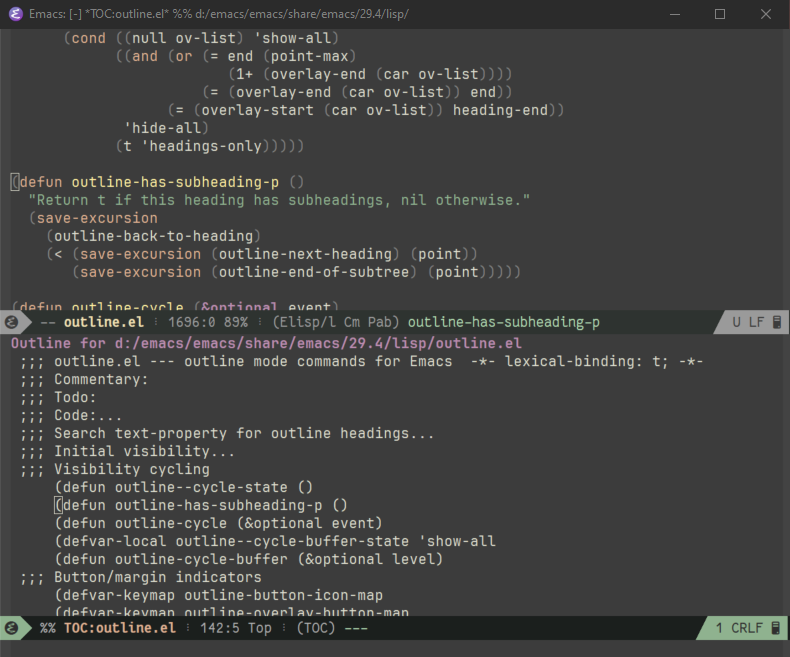 Emacs: [-] *TOC:outline.el* %% d:/emacs/emacs/share/emacs/29.4/lisp/
(cond ((null ov-list) 'show-all)
((and (or (= end (point-max)
(1+ (overlay-end (car ov-list))))
(= (overlay-end (car ov-list)) end))
(= (overlay-start (car ov-list)) heading-end))
'hide-all)
(t 'headings-only)))))
(defun outline-has-subheading-p ()
"Return t if this heading has subheadings, nil otherwise."
(save-excursion
(outline-back-to-heading)
(< (save-excursion (outline-next-heading) (point))
(save-excursion (outline-end-of-subtree) (point)))))
(defun outline-cycle (&optional event)
-- outline.el : 1696:0 89% : (Elisp/l Cm Pab) outline-has-subheading-p U LF
Outline for d:/emacs/emacs/share/emacs/29.4/lisp/outline.el
;;; outline.el --- outline mode commands for Emacs -*- lexical-binding: t; -*-
;;; Commentary:
;;; Todo:
;;; Code:...
;;; Search text-property for outline headings...
;;; Initial visibility...
;;; Visibility cycling
(defun outline--cycle-state ()
(defun outline-has-subheading-p ()
(defun outline-cycle (&optional event)
(defvar-local outline--cycle-buffer-state 'show-all
(defun outline-cycle-buffer (&optional level)
;;; Button/margin indicators
(defvar-keymap outline-button-icon-map
(defvar-keymap outline-overlay-button-map
%% TOC:outline.el : 142:5 Top : (TOC) --- 1 CRLF